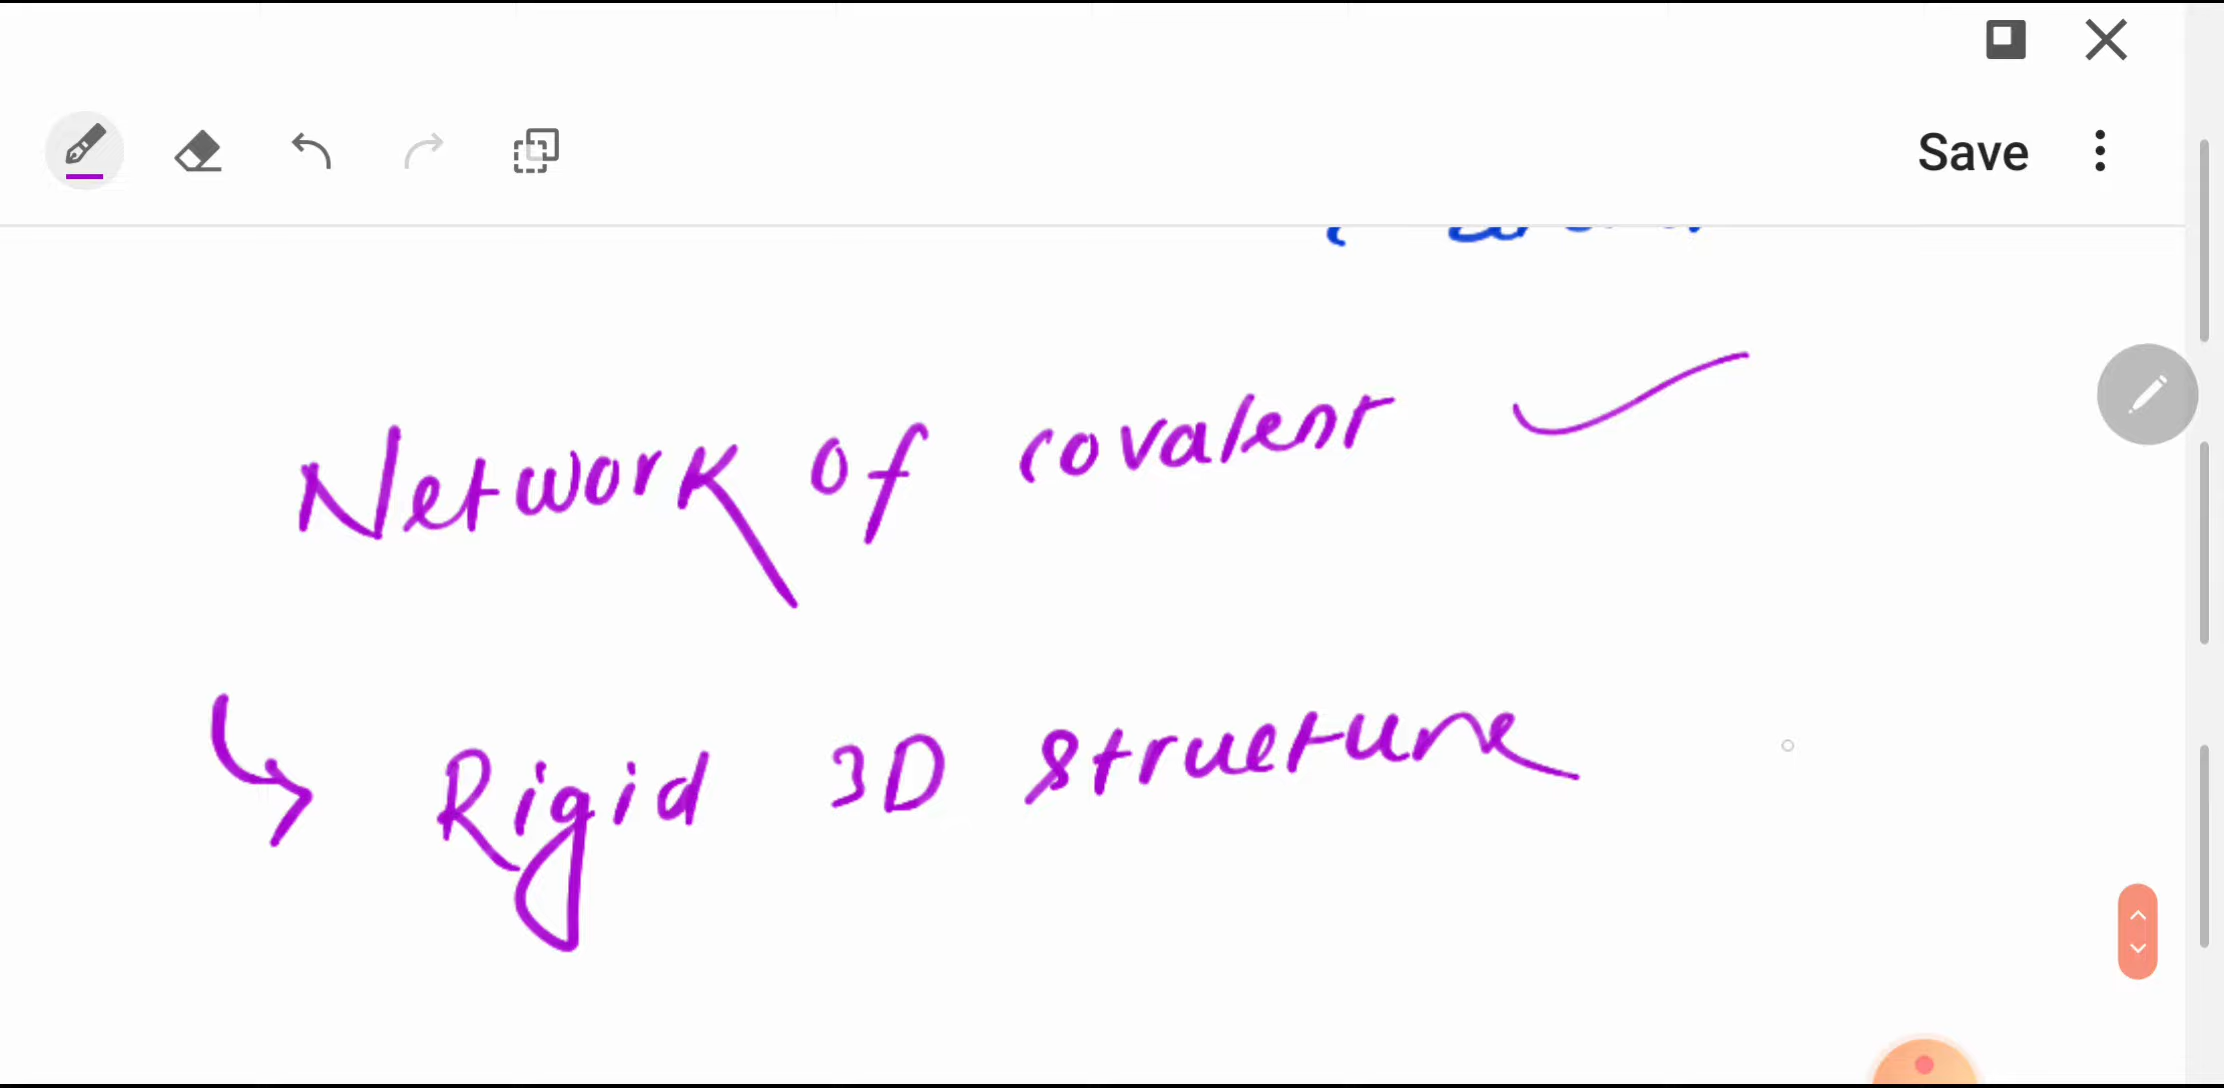 Save
Network of covalent
Rigid 3D structure